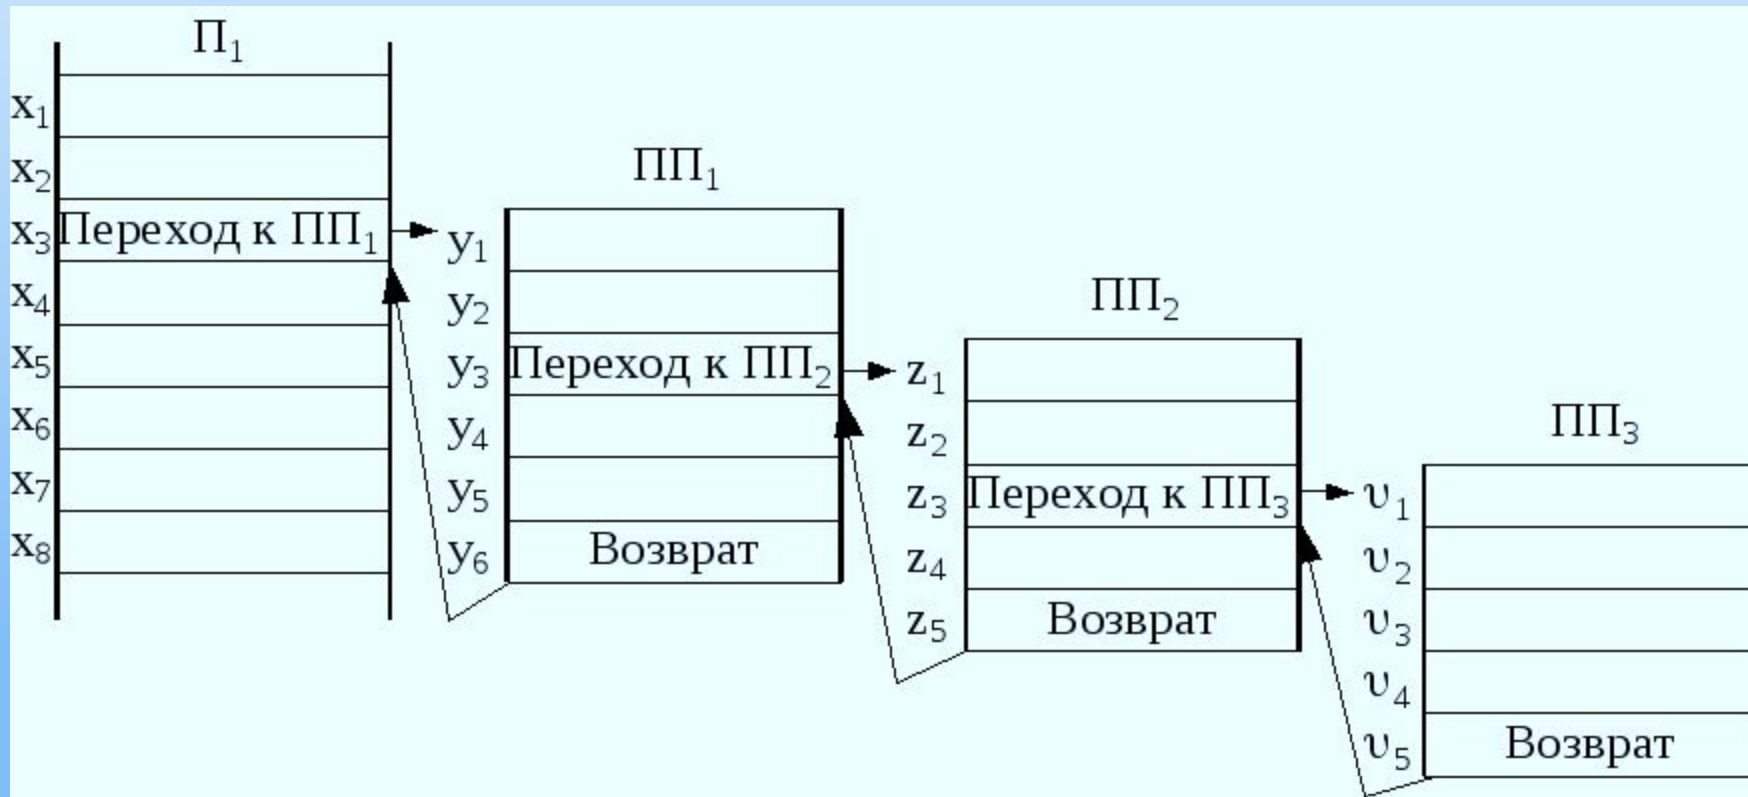 П₁
x₁
x₂
x₃ Переход к ПП₁
x₄
x₅
x₆
x₇
x₈
ПП₁
y₁
y₂
y₃ Переход к ПП₂
y₄
y₅
y₆ Возврат
ПП₂
z₁
z₂
z₃ Переход к ПП₃
z₄
z₅ Возврат
ПП₃
υ₁
υ₂
υ₃
υ₄
υ₅ Возврат